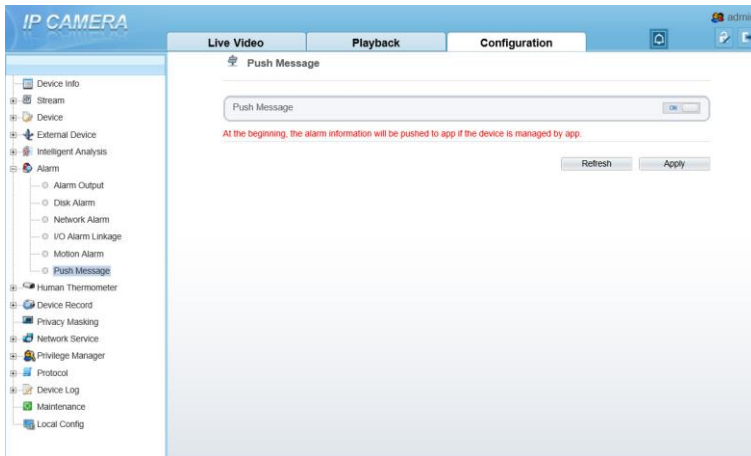 IP CAMERA
admi
Live Video
Playback
Configuration
Push Message
Push Message
ON
At the beginning, the alarm information will be pushed to app if the device is managed by app.
Refresh
Apply
Device Info
Stream
Device
External Device
Intelligent Analysis
Alarm
Alarm Output
Disk Alarm
Network Alarm
I/O Alarm Linkage
Motion Alarm
Push Message
Human Thermometer
Device Record
Privacy Masking
Network Service
Privilege Manager
Protocol
Device Log
Maintenance
Local Config